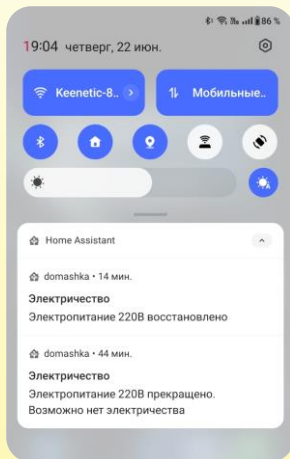 86 %
19:04 четверг, 22 июн.
Keenetic-8..
Мобильные..
Home Assistant
domashka • 14 мин.
Электричество
Электропитание 220В восстановлено
domashka • 44 мин.
Электричество
Электропитание 220В прекращено.
Возможно нет электричества